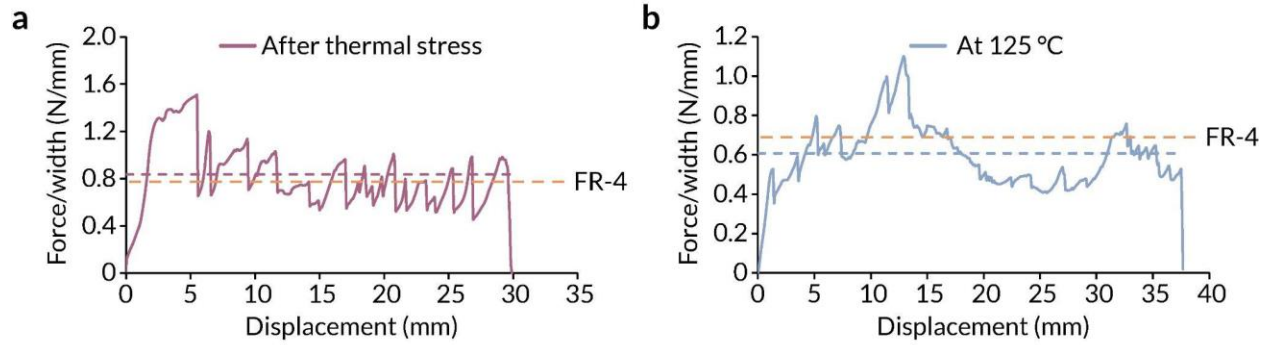 a
After thermal stress
Force/width (N/mm)
2.0
1.6
1.2
0.8
0.4
0
FR-4
0 5 10 15 20 25 30 35
Displacement (mm)
b
At 125 °C
Force/width (N/mm)
1.2
1.0
0.8
0.6
0.4
0.2
0
FR-4
0 5 10 15 20 25 30 35 40
Displacement (mm)